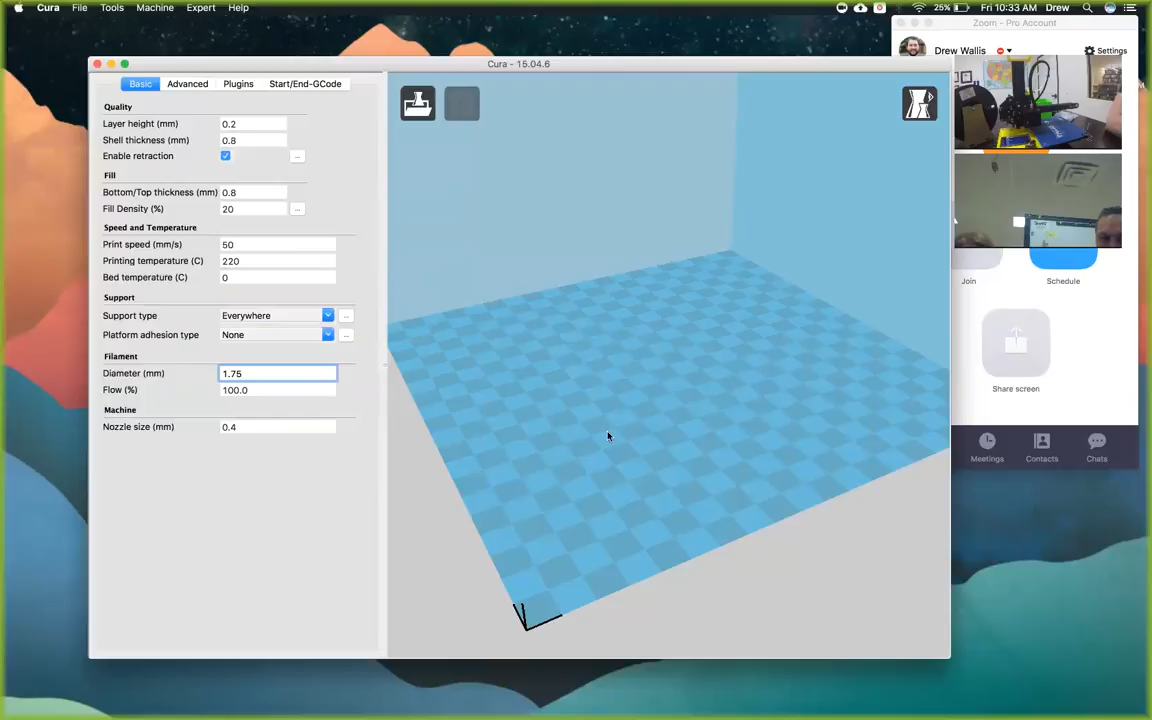 Cura File Tools Machine Expert Help
25% Fri 10:33 AM Drew
Zoom - Pro Account
Drew Wallis
Settings
Cura - 15.04.6
Basic Advanced Plugins Start/End-GCode
Quality
Layer height (mm) 0.2
Shell thickness (mm) 0.8
Enable retraction ...
Fill
Bottom/Top thickness (mm) 0.8
Fill Density (%) 20 ...
Speed and Temperature
Print speed (mm/s) 50
Printing temperature (C) 220
Bed temperature (C) 0
Support
Support type Everywhere ...
Platform adhesion type None ...
Filament
Diameter (mm) 1.75
Flow (%) 100.0
Machine
Nozzle size (mm) 0.4
Join
Schedule
Share screen
Meetings Contacts Chats